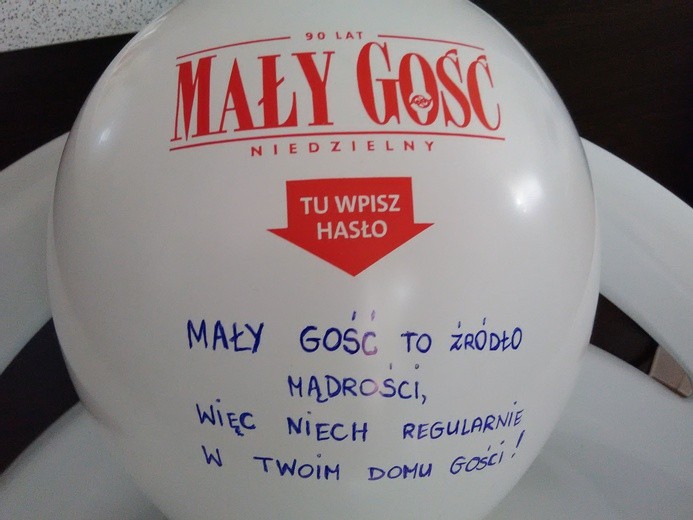 90 LAT
MAŁY GOŚĆ
NIEDZIELNY
TU WPISZ
HASŁO
MAŁY GOŚĆ TO ŹRÓDŁO
MĄDROŚCI,
WIĘC NIECH REGULARNIE
W TWOIM DOMU GOŚCI!